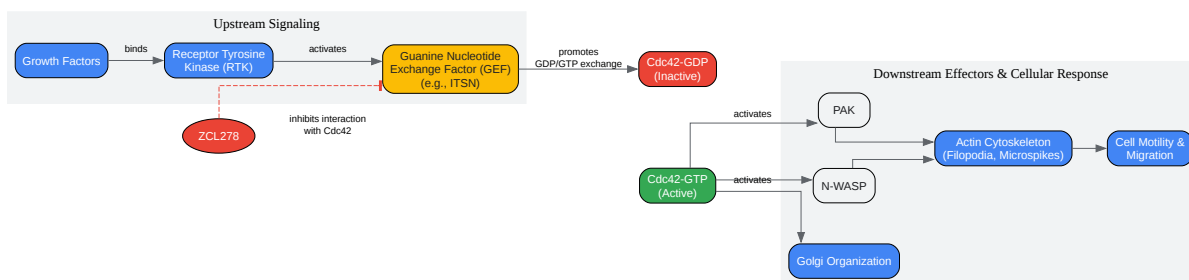 Upstream Signaling
Growth Factors
binds
Receptor Tyrosine
Kinase (RTK)
activates
Guanine Nucleotide
Exchange Factor (GEF)
(e.g., ITSN)
promotes
GDP/GTP exchange
Cdc42-GDP
(Inactive)
ZCL278
inhibits interaction
with Cdc42
Downstream Effectors & Cellular Response
activates
PAK
Actin Cytoskeleton
(Filopodia, Microspikes)
Cell Motility &
Migration
Cdc42-GTP
(Active)
activates
N-WASP
Golgi Organization